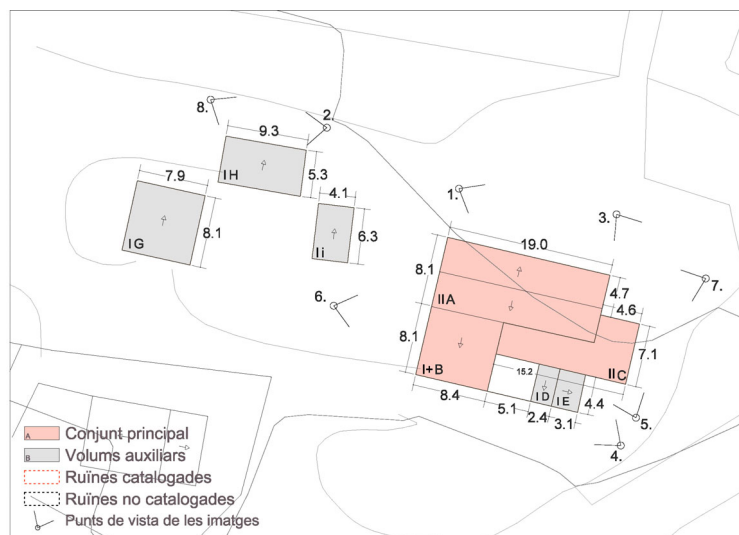 8.
2.
9.3
IH
5.3
7.9
4.1
1.
3.
8.1
6.3
IG
Ii
19.0
8.1
4.7
7.
4.6
6.
IIA
8.1
7.1
I+B
15.2
IID
IE
IIC
8.4
5.1
2.4
3.1
4.4
5.
4.
A Conjunt principal
B Volums auxiliars
Ruïnes catalogades
Ruïnes no catalogades
Punts de vista de les imatges